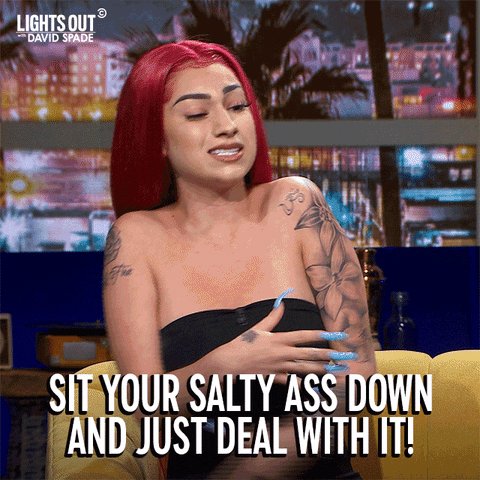 LIGHTS OUT
WITH DAVID SPADE
SIT YOUR SALTY ASS DOWN
AND JUST DEAL WITH IT!